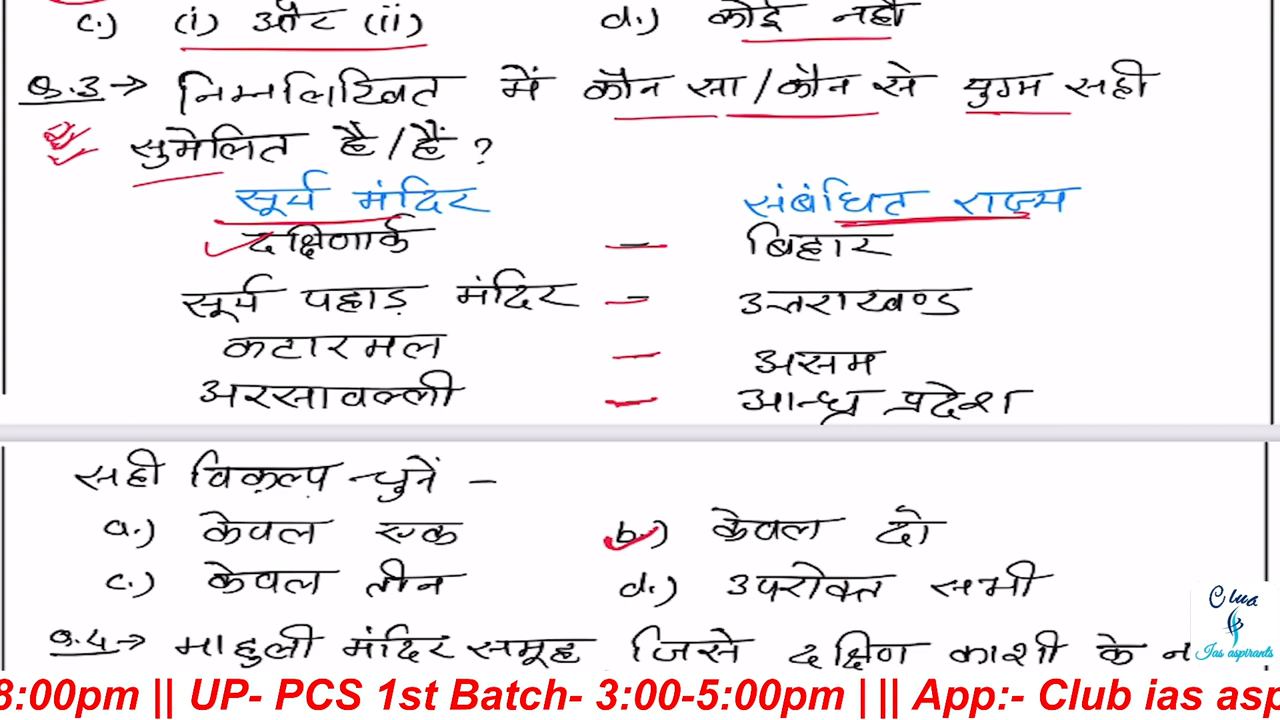 c.) (i) और (ii) d.) कोई नहीं
Q.3→ निम्नलिखित में कौन सा/कौन से युग्म सही
सुमेलित है/हैं?
सूर्य मंदिर संबंधित राज्य
दक्षिणार्क — बिहार
सूर्य पहाड़ मंदिर — उत्तराखण्ड
कटारमल — असम
अरसावल्ली — आन्ध्र प्रदेश
सही विकल्प चुनें -
a.) केवल एक b.) केवल दो
c.) केवल तीन d.) उपरोक्त सभी
Club
Ias aspirants
Q.4→ माहुली मंदिर समूह जिसे दक्षिण काशी के न
8:00pm || UP- PCS 1st Batch- 3:00-5:00pm | || App:- Club ias asp